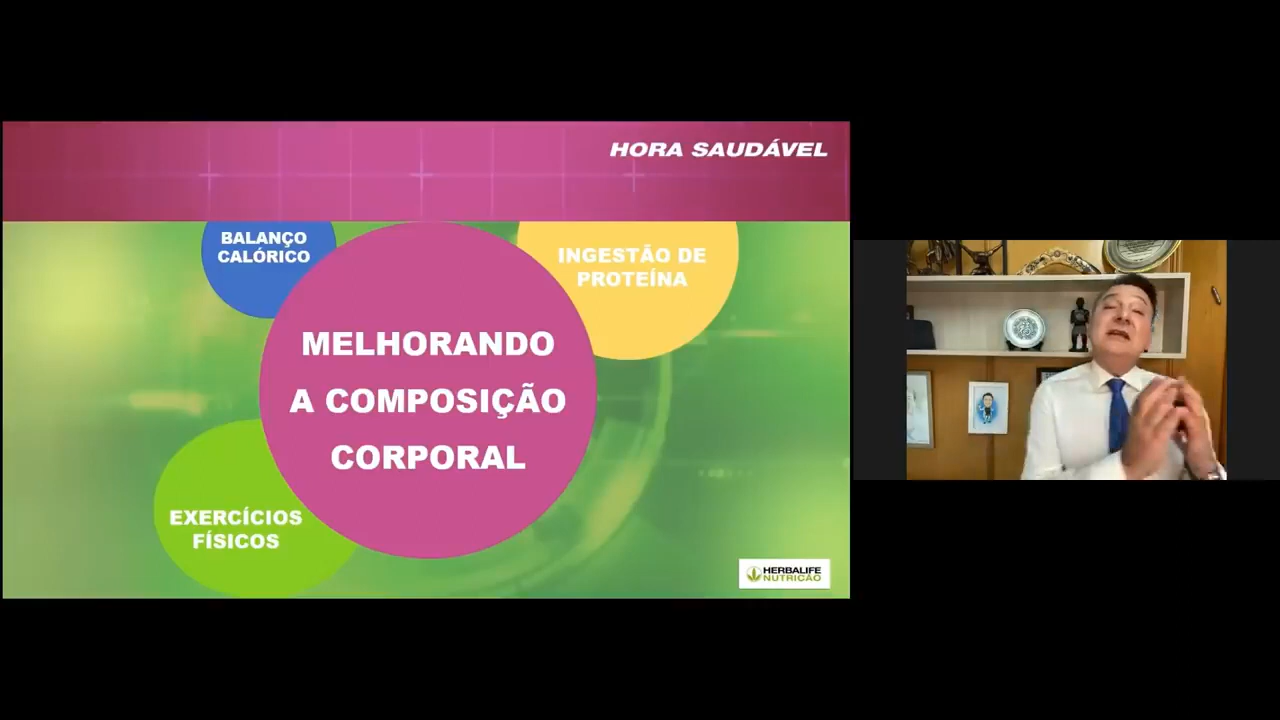 HORA SAUDÁVEL
BALANÇO
CALÓRICO
INGESTÃO DE
PROTEÍNA
MELHORANDO
A COMPOSIÇÃO
CORPORAL
EXERCÍCIOS
FÍSICOS
HERBALIFE
NUTRIÇÃO